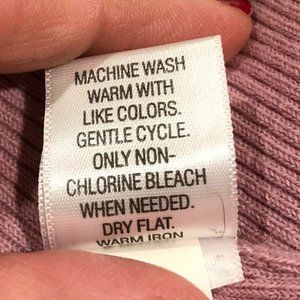 MACHINE WASH
WARM WITH
LIKE COLORS.
GENTLE CYCLE.
ONLY NON-
CHLORINE BLEACH
WHEN NEEDED.
DRY FLAT.
WARM IRON